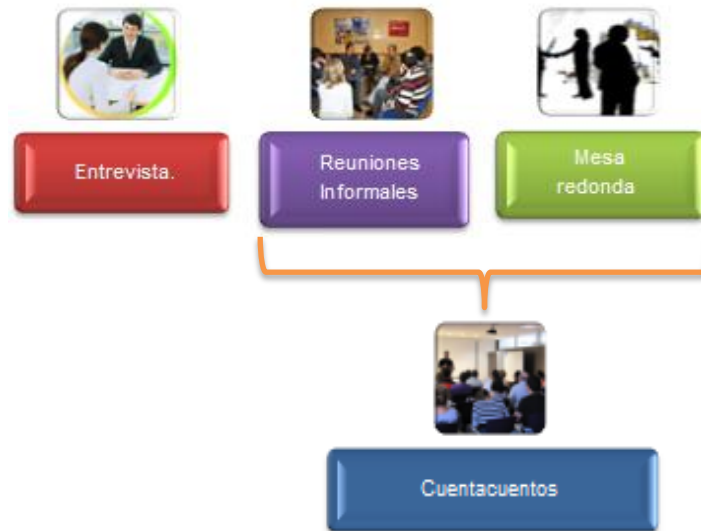 Entrevista.
Reuniones
Informales
Mesa
redonda
Cuentacuentos